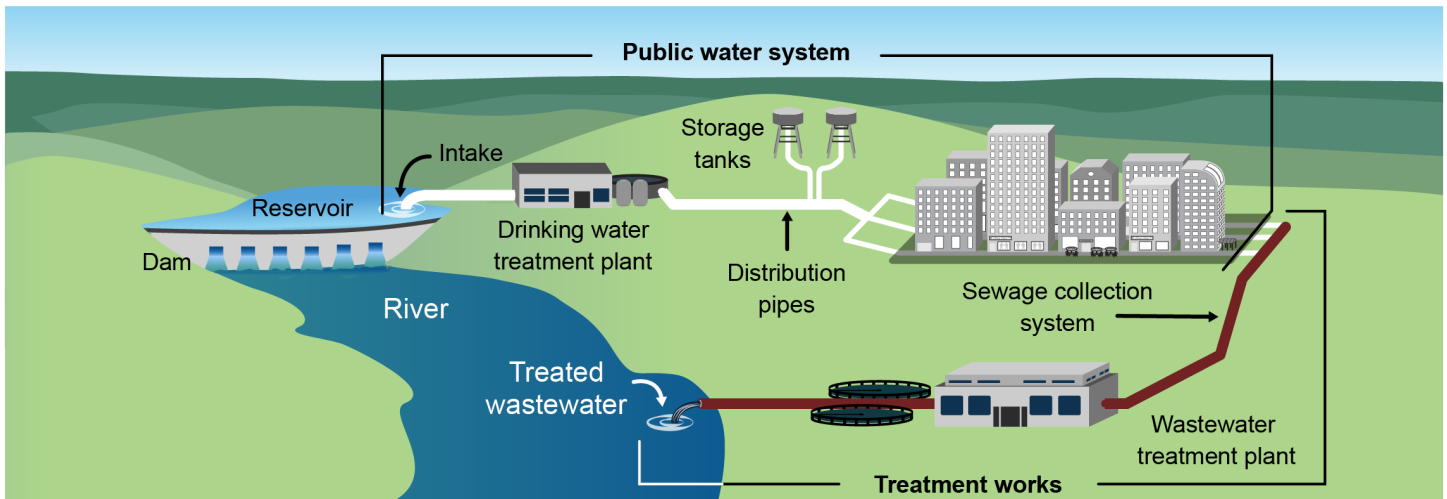 Public water system
Storage
tanks
Intake
Reservoir
Drinking water
treatment plant
Dam
Distribution
pipes
Sewage collection
system
River
Treated
wastewater
Wastewater
treatment plant
Treatment works